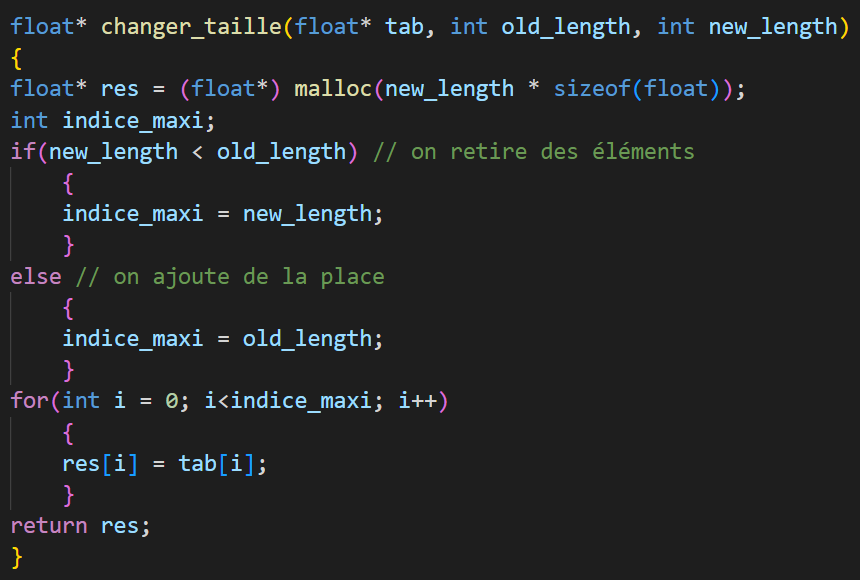 float* changer_taille(float* tab, int old_length, int new_length)
{
float* res = (float*) malloc(new_length * sizeof(float));
int indice_maxi;
if(new_length < old_length) // on retire des éléments
    {
    indice_maxi = new_length;
    }
else // on ajoute de la place
    {
    indice_maxi = old_length;
    }
for(int i = 0; i<indice_maxi; i++)
    {
    res[i] = tab[i];
    }
return res;
}